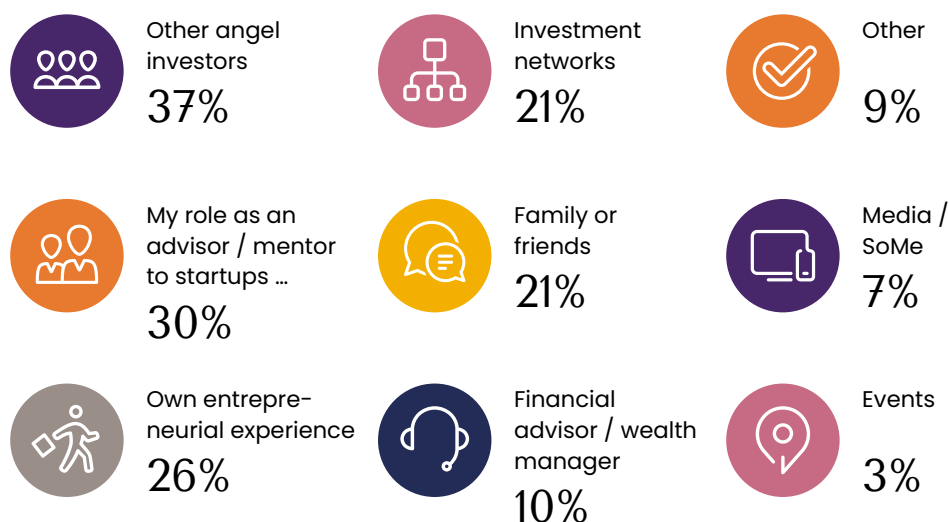 Other angel
investors
37%
My role as an
advisor / mentor
to startups ...
30%
Own entrepre-
neurial experience
26%
Investment
networks
21%
Family or
friends
21%
Financial
advisor / wealth
manager
10%
Other
9%
Media /
SoMe
7%
Events
3%